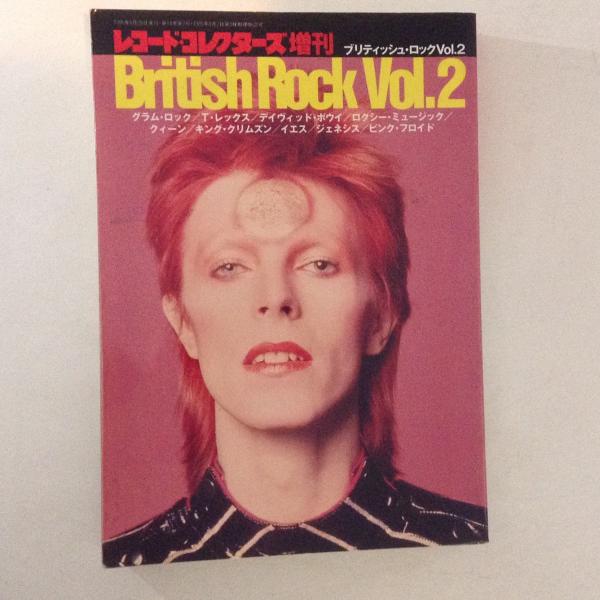 レコード・コレクターズ増刊
ブリティッシュ・ロックVol.2
British Rock Vol.2
グラム・ロック/T・レックス/デイヴィッド・ボウイ/ロクシー・ミュージック/
クィーン/キング・クリムズン/イエス/ジェネシス/ピンク・フロイド